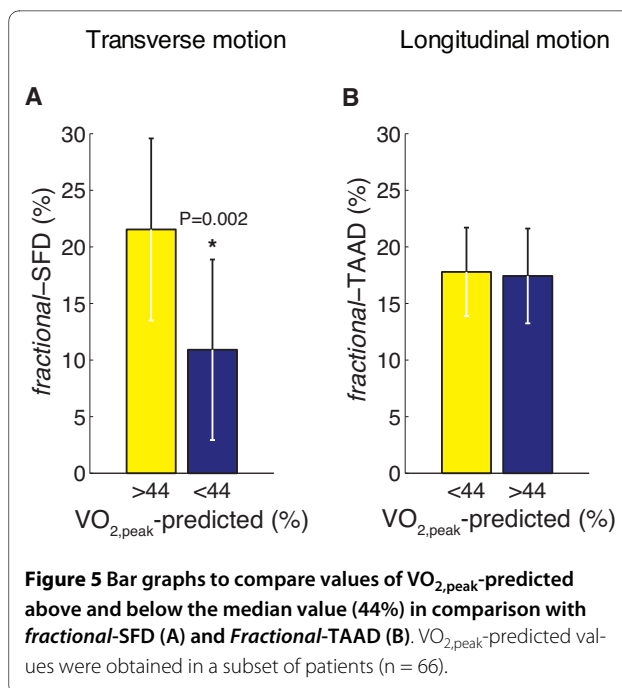 Transverse motion
Longitudinal motion
A
B
fractional–SFD (%)
30
25
20
15
10
5
0
P=0.002
*
>44
<44
VO2,peak-predicted (%)
fractional–TAAD (%)
30
25
20
15
10
5
0
<44
>44
VO2,peak-predicted (%)
Figure 5 Bar graphs to compare values of VO2,peak-predicted
above and below the median value (44%) in comparison with
fractional-SFD (A) and Fractional-TAAD (B). VO2,peak-predicted val-
ues were obtained in a subset of patients (n = 66).